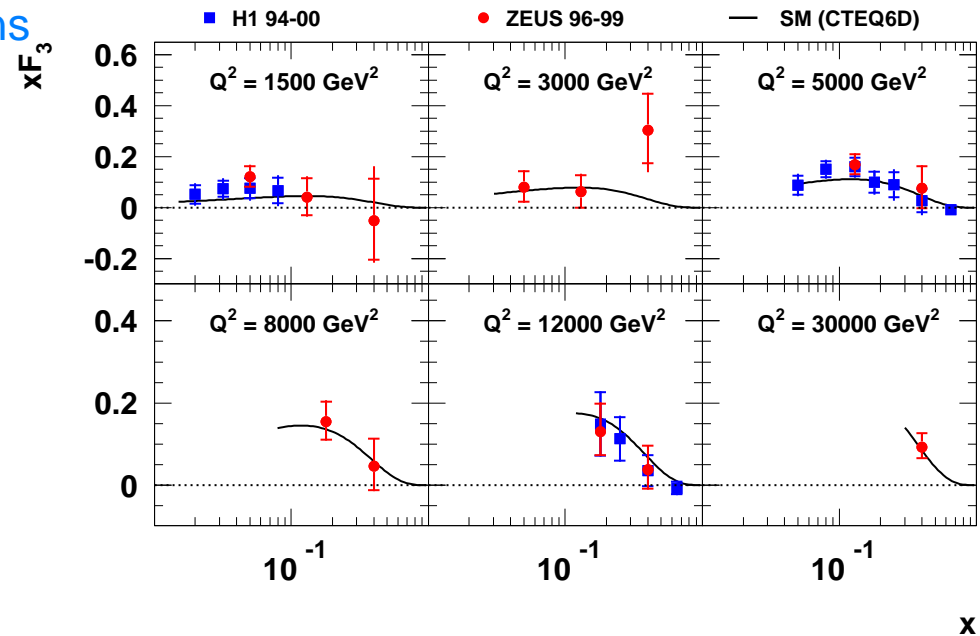 ns
H1 94-00 ZEUS 96-99 SM (CTEQ6D)
xF3
0.6
0.4
0.2
0
-0.2
Q2 = 1500 GeV2 Q2 = 3000 GeV2 Q2 = 5000 GeV2
0.4
0.2
0
Q2 = 8000 GeV2 Q2 = 12000 GeV2 Q2 = 30000 GeV2
10-1 10-1 10-1
x